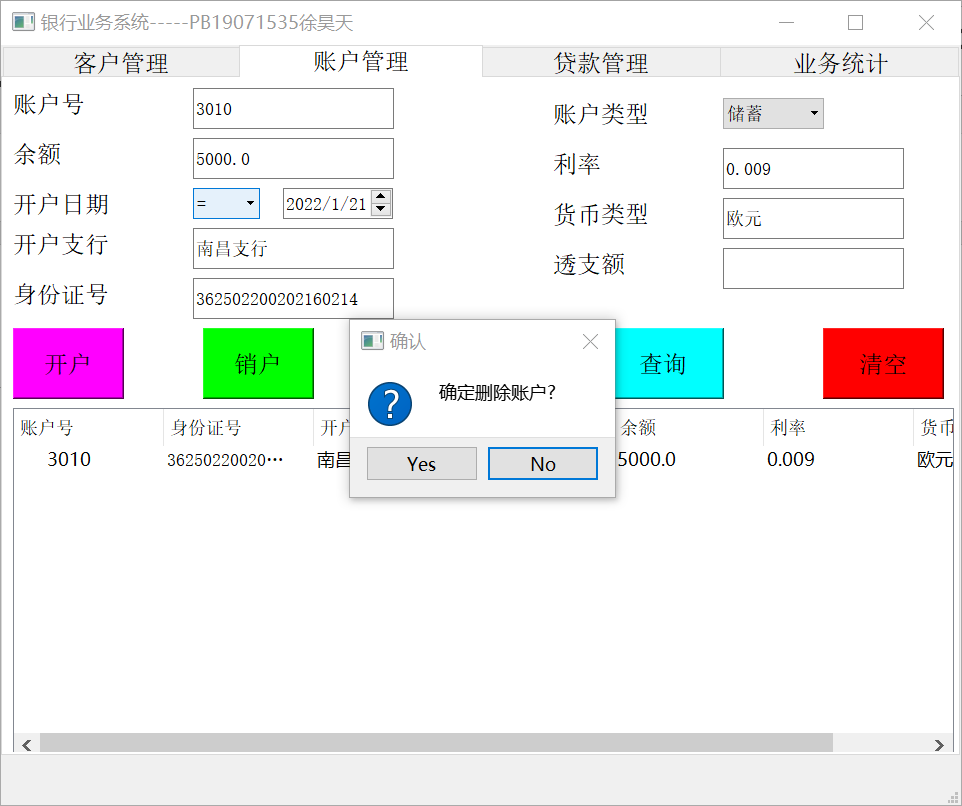 银行业务系统-----PB19071535徐昊天
客户管理 账户管理 贷款管理 业务统计
账户号 3010 账户类型 储蓄
余额 5000.0 利率 0.009
开户日期 = 2022/1/21 货币类型 欧元
开户支行 南昌支行 透支额
身份证号 362502200202160214
开户 销户 查询 清空
确认
确定删除账户?
Yes No
账户号 身份证号 开户 余额 利率 货币
3010 36250220020… 南昌 5000.0 0.009 欧元